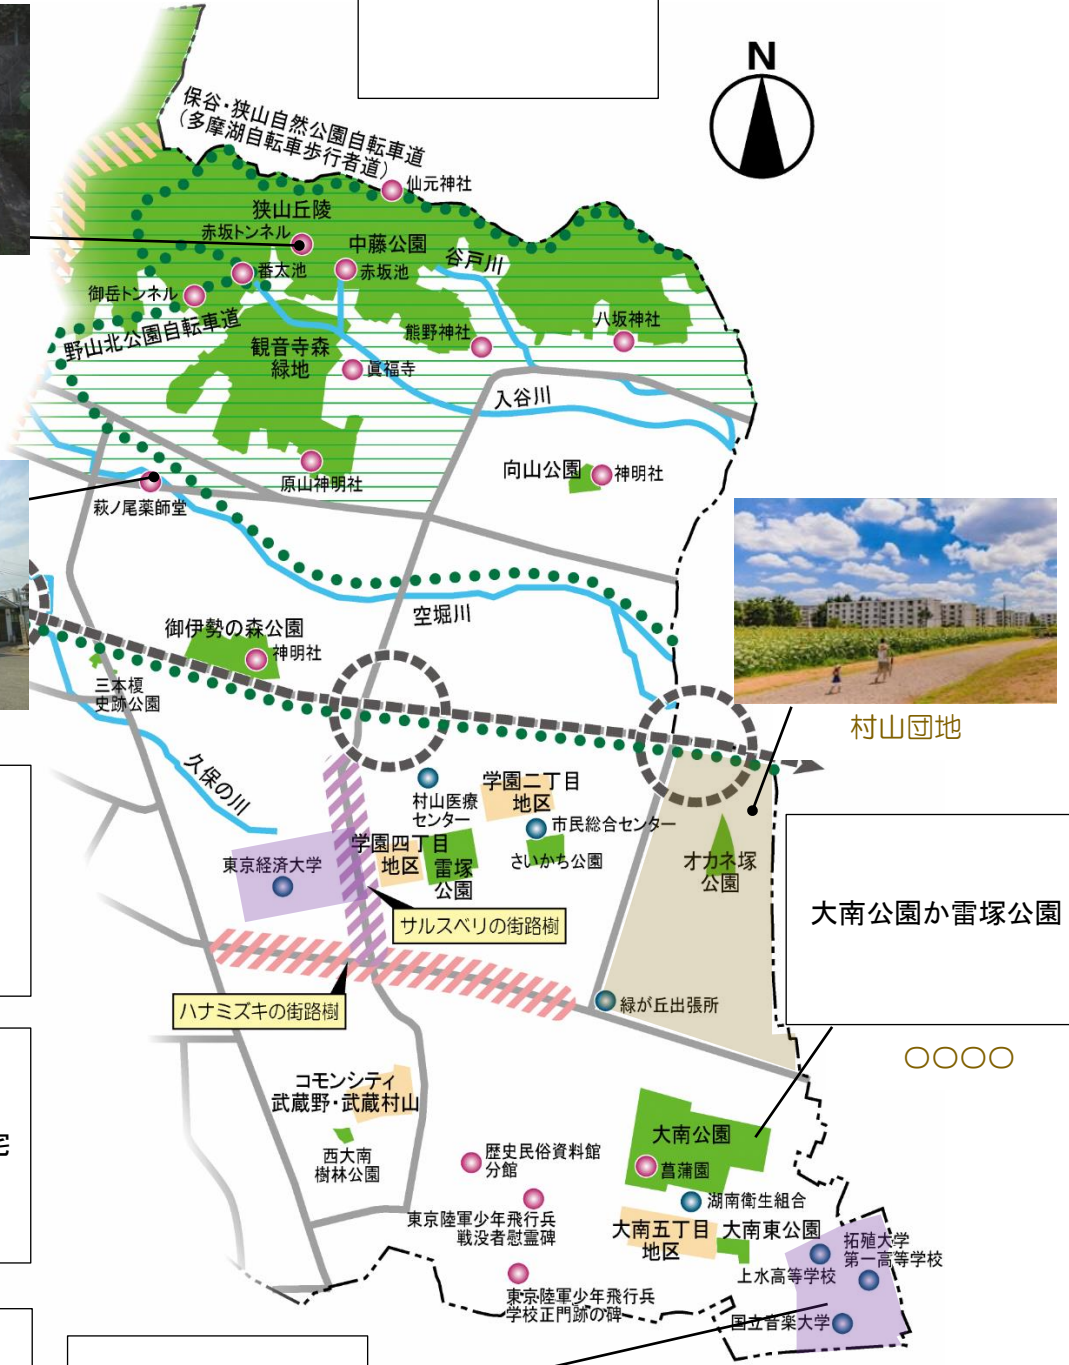 N
保谷・狭山自然公園自転車道
（多摩湖自転車歩行者道）
仙元神社
狭山丘陵
赤坂トンネル
中藤公園
谷戸川
番太池
赤坂池
御岳トンネル
野山北公園自転車道
熊野神社
八坂神社
観音寺森
緑地
眞福寺
入谷川
向山公園
神明社
原山神明社
萩ノ尾薬師堂
空堀川
御伊勢の森公園
神明社
三本榎
史跡公園
村山団地
久保の川
村山医療
センター
学園二丁目
地区
市民総合センター
学園四丁目
地区
雷塚
公園
さいかち公園
東京経済大学
オカネ塚
公園
サルスベリの街路樹
大南公園か雷塚公園
ハナミズキの街路樹
緑が丘出張所
〇〇〇〇
コモンシティ
武蔵野・武蔵村山
宅
西大南
樹林公園
歴史民俗資料館
分館
大南公園
菖蒲園
湖南衛生組合
東京陸軍少年飛行兵
戦没者慰霊碑
大南五丁目
地区
大南東公園
拓殖大学
第一高等学校
上水高等学校
東京陸軍少年飛行兵
学校正門跡の碑
国立音楽大学